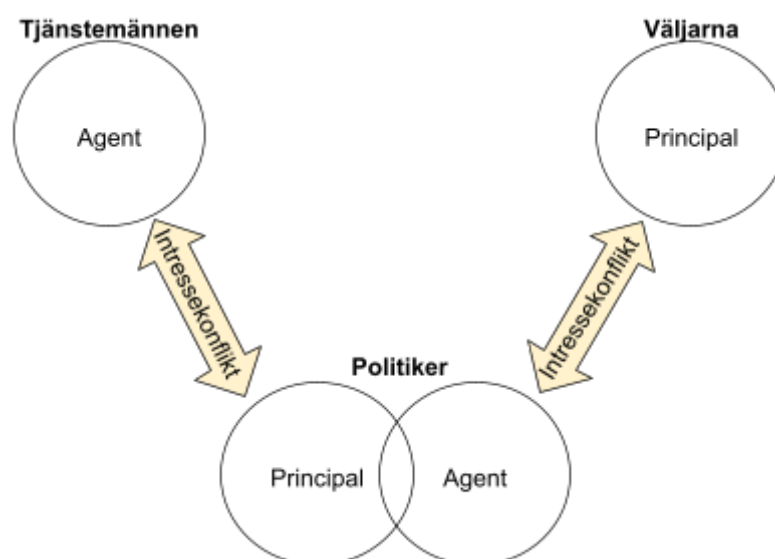 Tjänstemännen
Väljarna
Agent
Principal
Intressekonflikt
Intressekonflikt
Politiker
Principal
Agent